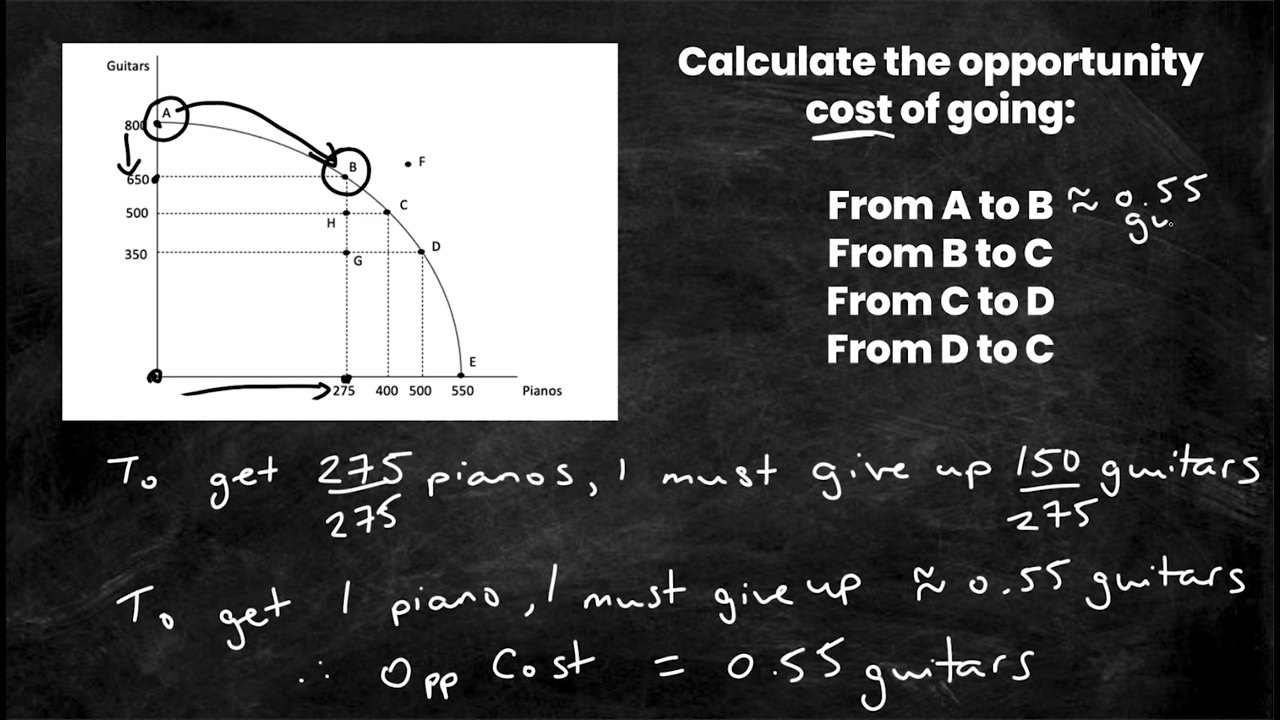 Guitars
A
800
B
F
650
C
500
H
D
350
G
E
275 400 500 550 Pianos
Calculate the opportunity
cost of going:
From A to B ≈ 0.55
gu
From B to C
From C to D
From D to C
To get 275/275 pianos, I must give up 150/275 guitars
To get 1 piano, I must give up ≈ 0.55 guitars
∴ Opp Cost = 0.55 guitars